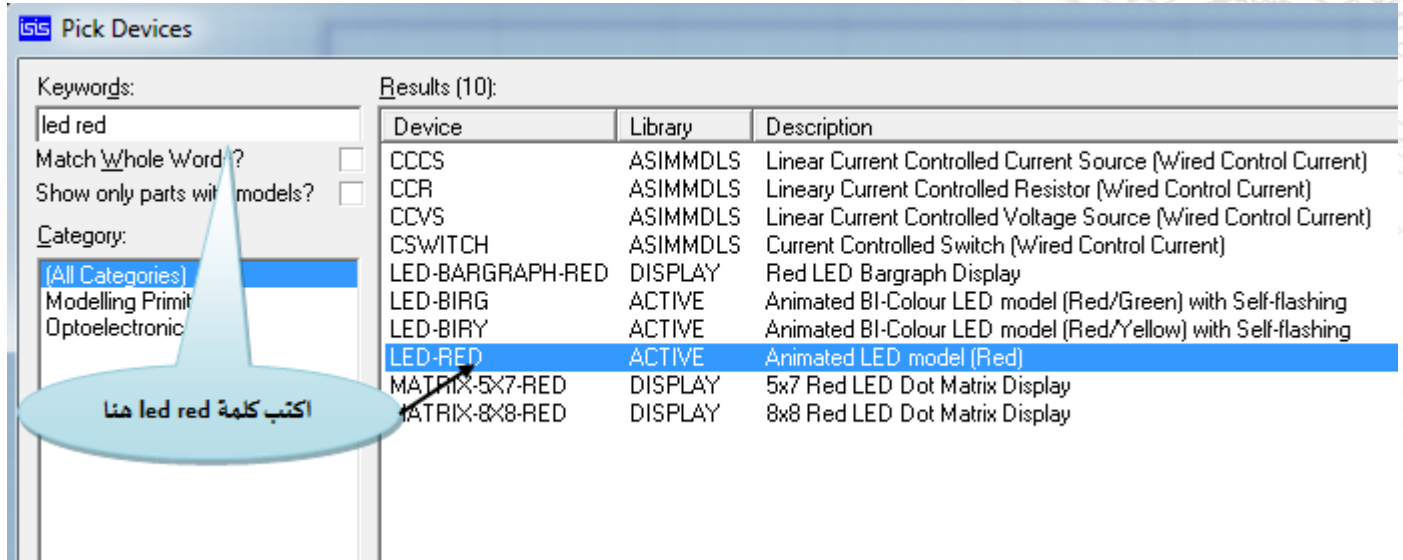 isis Pick Devices
Keywords:
led red
Match Whole Words?
Show only parts with models?
Category:
(All Categories)
Modelling Primit
Optoelectronic
اكتب كلمة led red هنا
Results (10):
Device Library Description
CCCS ASIMMDLS Linear Current Controlled Current Source (Wired Control Current)
CCR ASIMMDLS Lineary Current Controlled Resistor (Wired Control Current)
CCVS ASIMMDLS Linear Current Controlled Voltage Source (Wired Control Current)
CSWITCH ASIMMDLS Current Controlled Switch (Wired Control Current)
LED-BARGRAPH-RED DISPLAY Red LED Bargraph Display
LED-BIRG ACTIVE Animated BI-Colour LED model (Red/Green) with Self-flashing
LED-BIRY ACTIVE Animated BI-Colour LED model (Red/Yellow) with Self-flashing
LED-RED ACTIVE Animated LED model (Red)
MATRIX-5X7-RED DISPLAY 5x7 Red LED Dot Matrix Display
MATRIX-8X8-RED DISPLAY 8x8 Red LED Dot Matrix Display